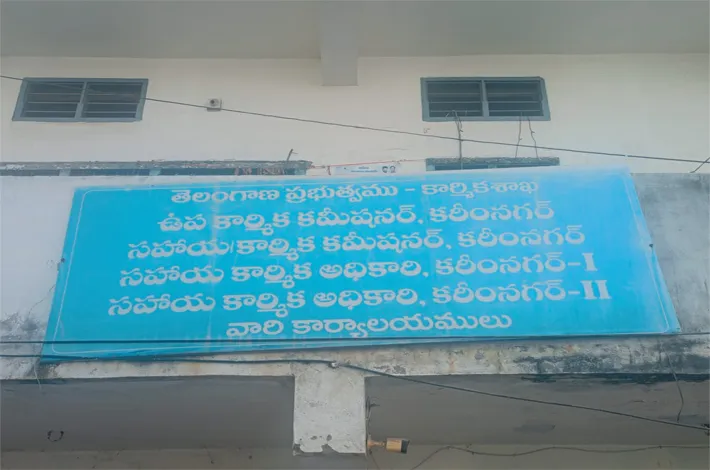 తెలంగాణ ప్రభుత్వము - కార్మికశాఖ
ఉప కార్మిక కమీషనర్, కరీంనగర్
సహాయ కార్మిక కమీషనర్, కరీంనగర్
సహాయ కార్మిక అధికారి, కరీంనగర్-I
సహాయ కార్మిక అధికారి, కరీంనగర్-II
వారి కార్యాలయములు